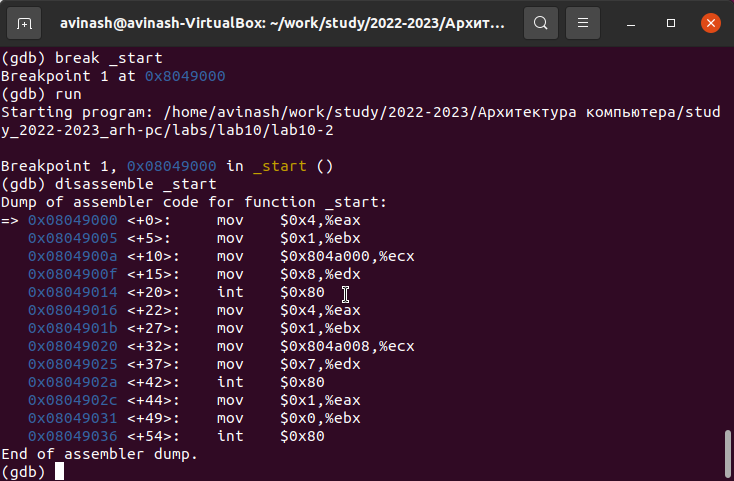 avinash@avinash-VirtualBox: ~/work/study/2022-2023/Архит...
(gdb) break _start
Breakpoint 1 at 0x8049000
(gdb) run
Starting program: /home/avinash/work/study/2022-2023/Архитектура компьютера/stud
y_2022-2023_arh-pc/labs/lab10/lab10-2
Breakpoint 1, 0x08049000 in _start ()
(gdb) disassemble _start
Dump of assembler code for function _start:
=> 0x08049000 <+0>:     mov    $0x4,%eax
   0x08049005 <+5>:     mov    $0x1,%ebx
   0x0804900a <+10>:    mov    $0x804a000,%ecx
   0x0804900f <+15>:    mov    $0x8,%edx
   0x08049014 <+20>:    int    $0x80
   0x08049016 <+22>:    mov    $0x4,%eax
   0x0804901b <+27>:    mov    $0x1,%ebx
   0x08049020 <+32>:    mov    $0x804a008,%ecx
   0x08049025 <+37>:    mov    $0x7,%edx
   0x0804902a <+42>:    int    $0x80
   0x0804902c <+44>:    mov    $0x1,%eax
   0x08049031 <+49>:    mov    $0x0,%ebx
   0x08049036 <+54>:    int    $0x80
End of assembler dump.
(gdb)